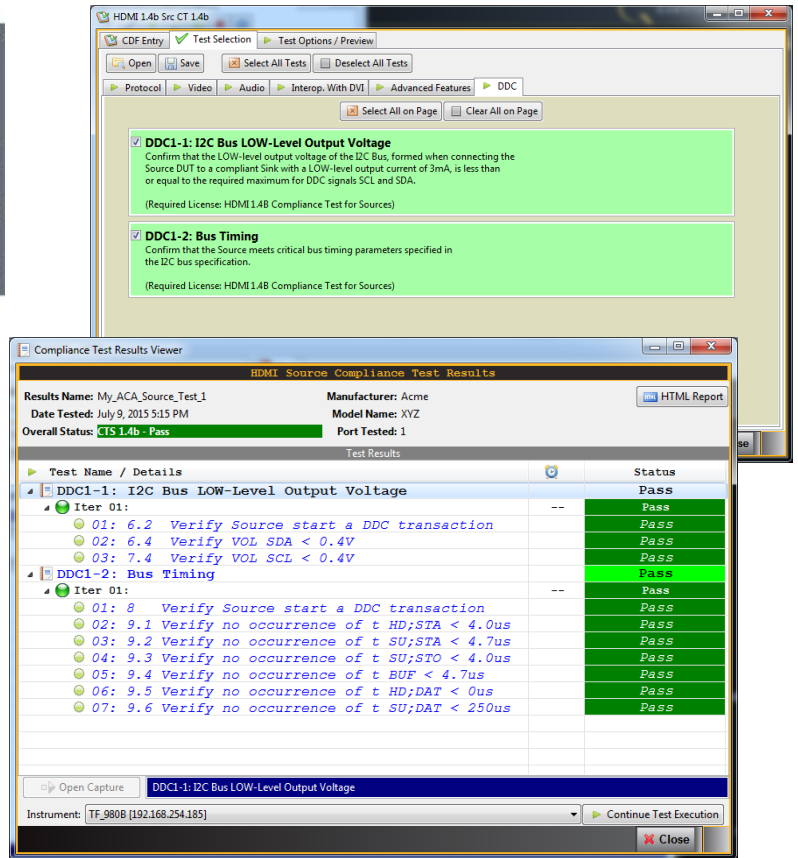 HDMI 1.4b Src CT 1.4b
CDF Entry Test Selection Test Options / Preview
Open Save Select All Tests Deselect All Tests
Protocol Video Audio Interop. With DVI Advanced Features DDC
Select All on Page Clear All on Page
DDC1-1: I2C Bus LOW-Level Output Voltage
Confirm that the LOW-level output voltage of the I2C Bus, formed when connecting the
Source DUT to a compliant Sink with a LOW-level output current of 3mA, is less than
or equal to the required maximum for DDC signals SCL and SDA.
(Required License: HDMI 1.4B Compliance Test for Sources)
DDC1-2: Bus Timing
Confirm that the Source meets critical bus timing parameters specified in
the I2C bus specification.
(Required License: HDMI 1.4B Compliance Test for Sources)
se
Compliance Test Results Viewer
HDMI Source Compliance Test Results
Results Name: My_ACA_Source_Test_1 Manufacturer: Acme HTML Report
Date Tested: July 9, 2015 5:15 PM Model Name: XYZ
Overall Status: CTS 1.4b - Pass Port Tested: 1
Test Results
Test Name / Details Status
DDC1-1: I2C Bus LOW-Level Output Voltage Pass
Iter 01: -- Pass
01: 6.2 Verify Source start a DDC transaction Pass
02: 6.4 Verify VOL SDA < 0.4V Pass
03: 7.4 Verify VOL SCL < 0.4V Pass
DDC1-2: Bus Timing Pass
Iter 01: -- Pass
01: 8 Verify Source start a DDC transaction Pass
02: 9.1 Verify no occurrence of t HD;STA < 4.0us Pass
03: 9.2 Verify no occurrence of t SU;STA < 4.7us Pass
04: 9.3 Verify no occurrence of t SU;STO < 4.0us Pass
05: 9.4 Verify no occurrence of t BUF < 4.7us Pass
06: 9.5 Verify no occurrence of t HD;DAT < 0us Pass
07: 9.6 Verify no occurrence of t SU;DAT < 250us Pass
Open Capture DDC1-1: I2C Bus LOW-Level Output Voltage
Instrument: TF_980B [192.168.254.185] Continue Test Execution
Close